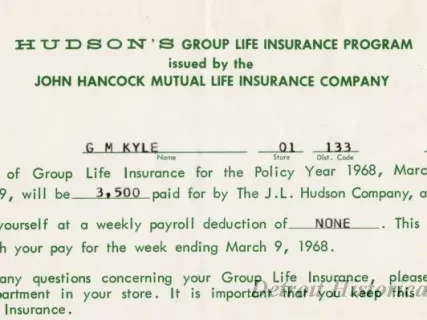 HUDSON'S GROUP LIFE INSURANCE PROGRAM
issued by the
JOHN HANCOCK MUTUAL LIFE INSURANCE COMPANY
G M KYLE 01 133
Name Store Dist. Code
of Group Life Insurance for the Policy Year 1968, Marc
9, will be 3,500 paid for by The J.L. Hudson Company, a
yourself at a weekly payroll deduction of NONE. This
h your pay for the week ending March 9, 1968.
any questions concerning your Group Life Insurance, please
partment in your store. It is important that you keep this
Insurance.
Detroit Historica